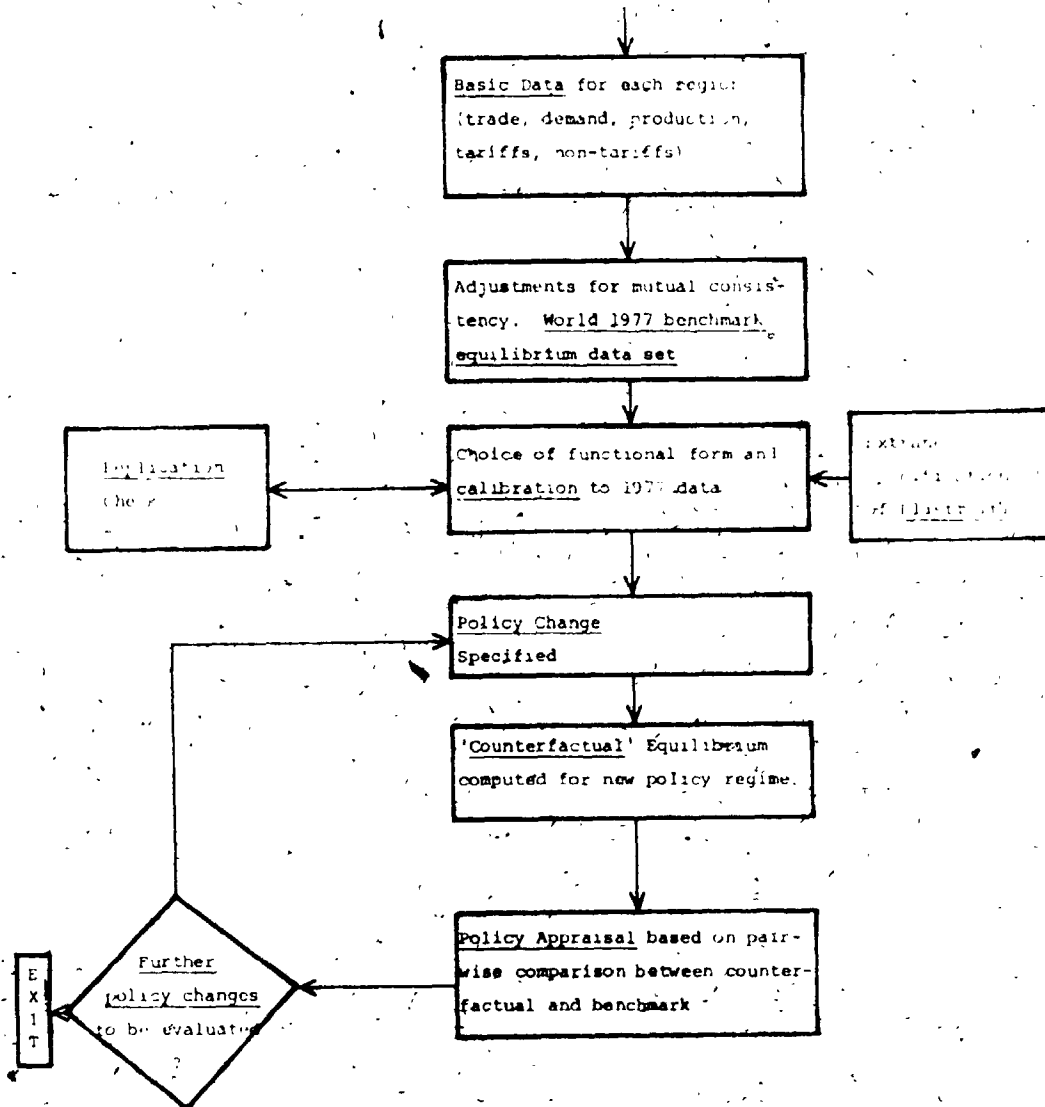 Basic Data for each region
(trade, demand, production,
tariffs, non-tariffs)
Adjustments for mutual consis-
tency. World 1977 benchmark
equilibrium data set
Choice of functional form and
calibration to 1977 data
Replication
of
Policy Change
Specified
'Counterfactual' Equilibrium
computed for new policy regime.
Policy Appraisal based on pair-
wise comparison between counter-
factual and benchmark
Further
policy changes
to be evaluated
?
E
X
I
T